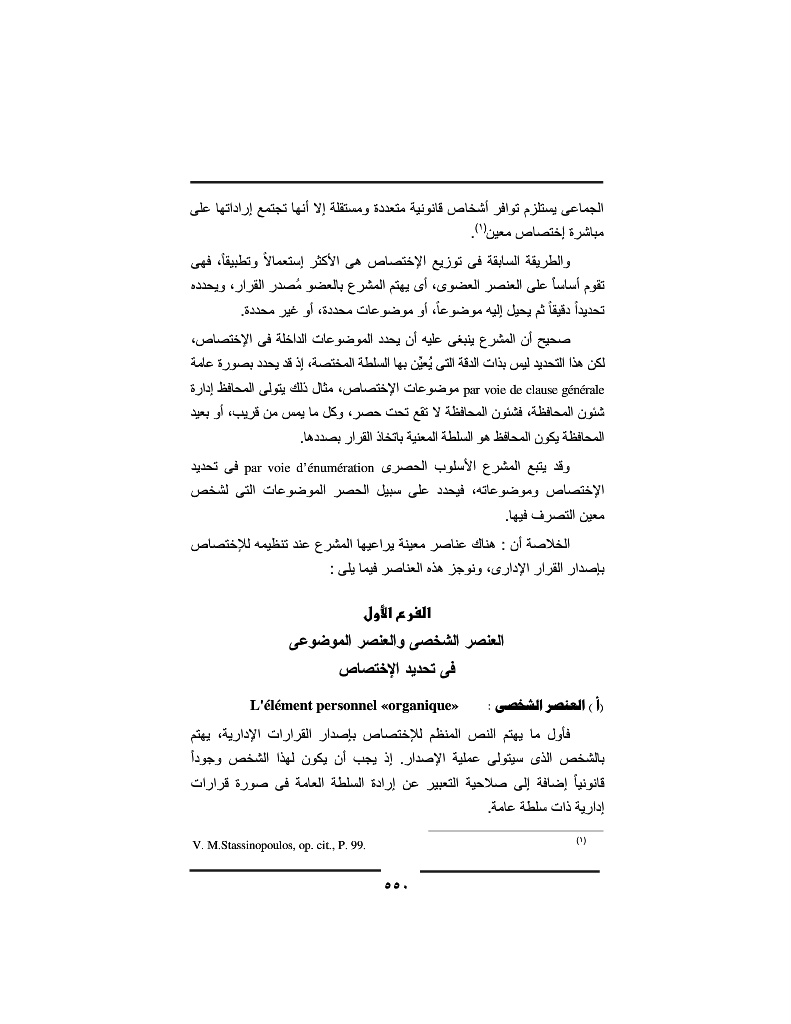 الجماعى يستلزم توافر أشخاص قانونية متعددة ومستقلة إلا أنها تجتمع إراداتها على
مباشرة إختصاص معين(١).
والطريقة السابقة فى توزيع الإختصاص هى الأكثر إستعمالاً وتطبيقاً، فهى
تقوم أساساً على العنصر العضوى، أى يهتم المشرع بالعضو مُصدر القرار، ويحدده
تحديداً دقيقاً ثم يحيل إليه موضوعاً، أو موضوعات محددة، أو غير محددة.
صحيح أن المشرع ينبغى عليه أن يحدد الموضوعات الداخلة فى الإختصاص،
لكن هذا التحديد ليس بذات الدقة التى يُعيِّن بها السلطة المختصة، إذ قد يحدد بصورة عامة
par voie de clause générale موضوعات الإختصاص، مثال ذلك يتولى المحافظ إدارة
شئون المحافظة، فشئون المحافظة لا تقع تحت حصر، وكل ما يمس من قريب، أو بعيد
المحافظة يكون المحافظ هو السلطة المعنية باتخاذ القرار بصددها.
وقد يتبع المشرع الأسلوب الحصرى par voie d’énumération فى تحديد
الإختصاص وموضوعاته، فيحدد على سبيل الحصر الموضوعات التى لشخص
معين التصرف فيها.
الخلاصة أن : هناك عناصر معينة يراعيها المشرع عند تنظيمه للإختصاص
بإصدار القرار الإدارى، ونوجز هذه العناصر فيما يلى :
الفرع الأول
العنصر الشخصى والعنصر الموضوعى
فى تحديد الإختصاص
(أ ) العنصر الشخصى : L'élément personnel «organique»
فأول ما يهتم النص المنظم للإختصاص بإصدار القرارات الإدارية، يهتم
بالشخص الذى سيتولى عملية الإصدار. إذ يجب أن يكون لهذا الشخص وجوداً
قانونياً إضافة إلى صلاحية التعبير عن إرادة السلطة العامة فى صورة قرارات
إدارية ذات سلطة عامة.
(١) V. M.Stassinopoulos, op. cit., P. 99.
٥٥٠